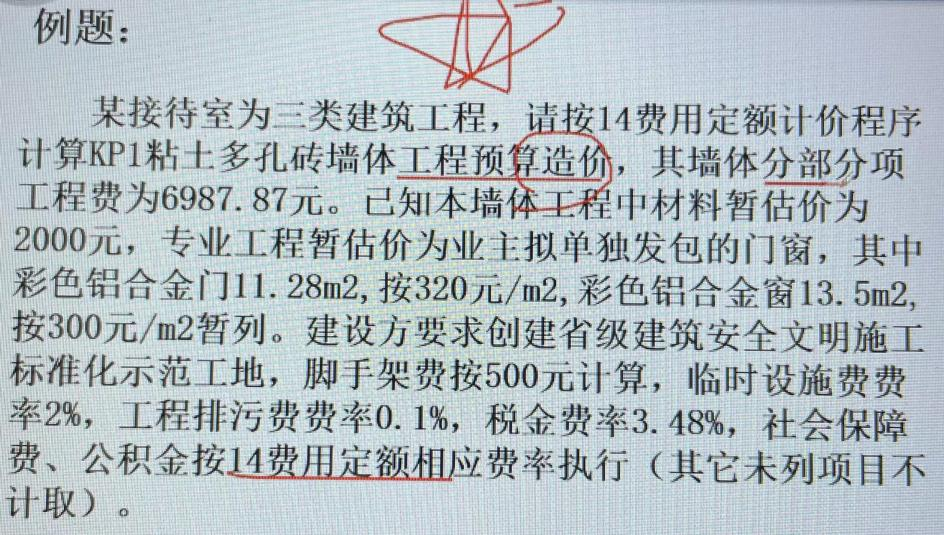 例题：
某接待室为三类建筑工程，请按14费用定额计价程序
计算KP1粘土多孔砖墙体工程预算造价，其墙体分部分项
工程费为6987.87元。已知本墙体工程中材料暂估价为
2000元，专业工程暂估价为业主拟单独发包的门窗，其中
彩色铝合金门11.28m2,按320元/m2,彩色铝合金窗13.5m2,
按300元/m2暂列。建设方要求创建省级建筑安全文明施工
标准化示范工地，脚手架费按500元计算，临时设施费费
率2%，工程排污费费率0.1%，税金费率3.48%，社会保障
费、公积金按14费用定额相应费率执行（其它未列项目不
计取）。